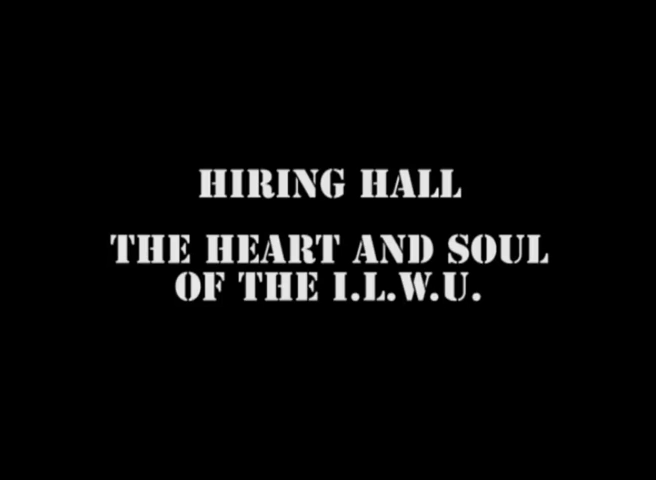 HIRING HALL
THE HEART AND SOUL
OF THE I.L.W.U.